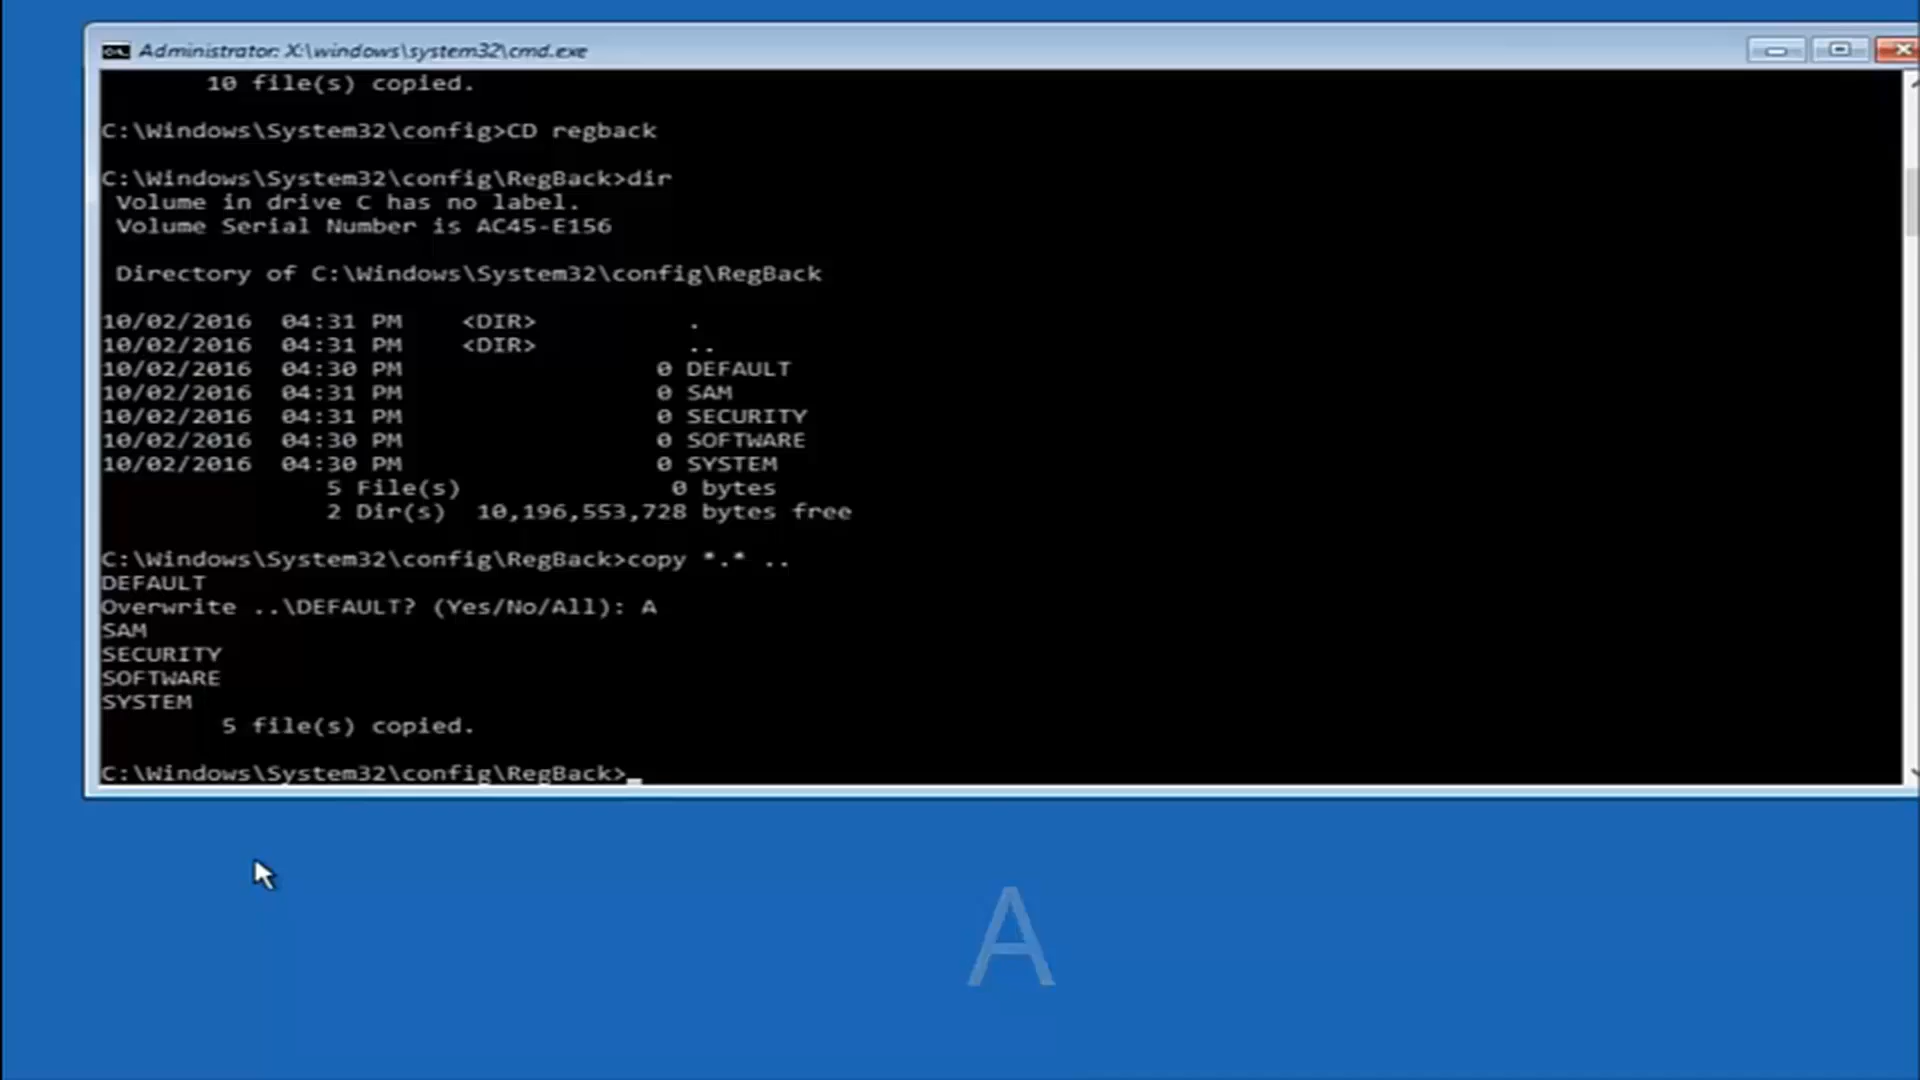 Administrator: X:\windows\system32\cmd.exe
10 file(s) copied.
C:\Windows\System32\config>CD regback
C:\Windows\System32\config\RegBack>dir
Volume in drive C has no label.
Volume Serial Number is AC45-E156
Directory of C:\Windows\System32\config\RegBack
10/02/2016 04:31 PM <DIR> .
10/02/2016 04:31 PM <DIR> ..
10/02/2016 04:30 PM 0 DEFAULT
10/02/2016 04:31 PM 0 SAM
10/02/2016 04:31 PM 0 SECURITY
10/02/2016 04:30 PM 0 SOFTWARE
10/02/2016 04:30 PM 0 SYSTEM
5 File(s) 0 bytes
2 Dir(s) 10,196,553,728 bytes free
C:\Windows\System32\config\RegBack>copy *.* ..
DEFAULT
Overwrite ..\DEFAULT? (Yes/No/All): A
SAM
SECURITY
SOFTWARE
SYSTEM
5 file(s) copied.
C:\Windows\System32\config\RegBack>_
A